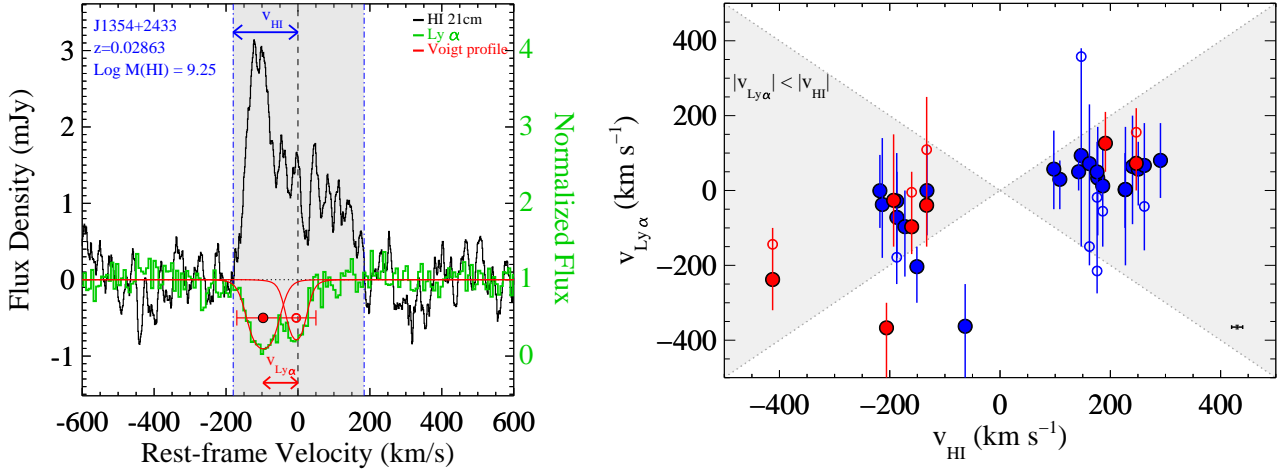 J1354+2433
z=0.02863
Log M(HI) = 9.25
v_HI
HI 21cm
Ly α
Voigt profile
3
2
1
0
-1
Flux Density (mJy)
4
3
2
1
0
Normalized Flux
v_Lyα
-600 -400 -200 0 200 400 600
Rest-frame Velocity (km/s)
400
200
0
-200
-400
v_Lyα (km s⁻¹)
|v_Lyα| < |v_HI|
-400 -200 0 200 400
v_HI (km s⁻¹)